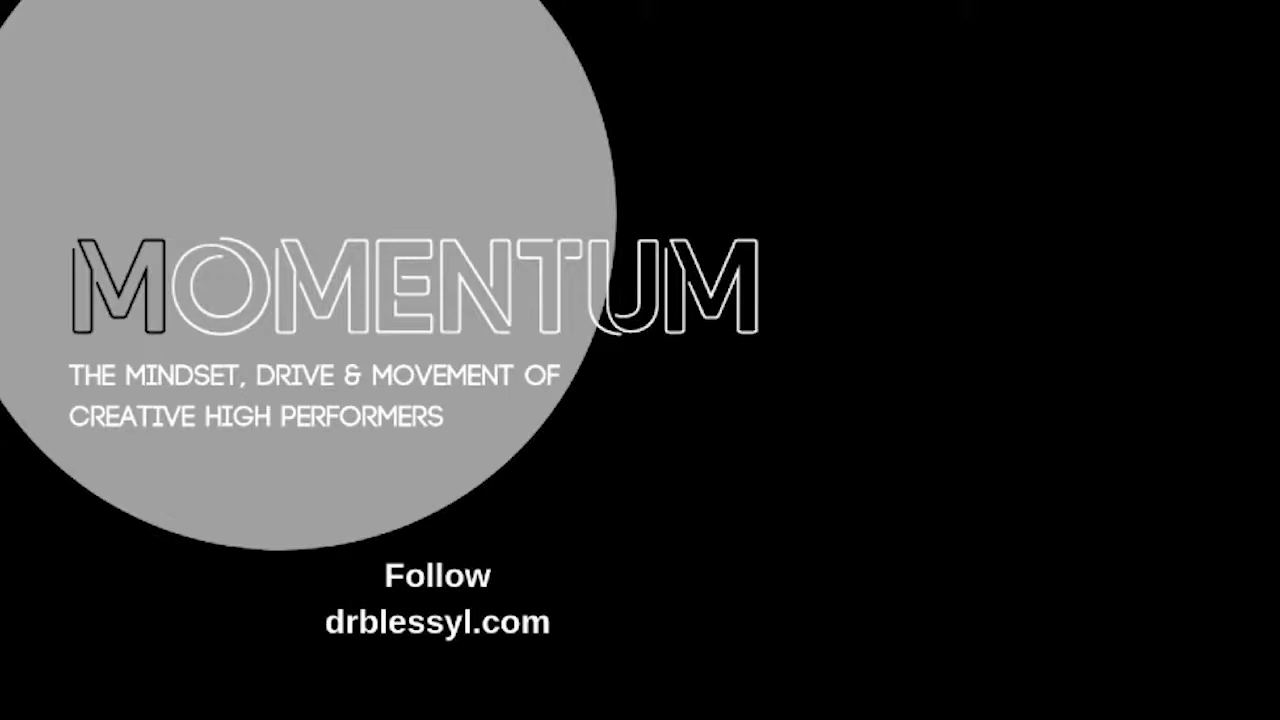 MOMENTUM
THE MINDSET, DRIVE & MOVEMENT OF
CREATIVE HIGH PERFORMERS
Follow
drblessyl.com